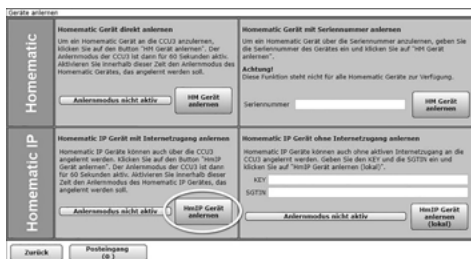 Geräte anlernen
Homematic
Homematic Gerät direkt anlernen
Um ein Homematic Gerät an die CCU3 anzulernen,
klicken Sie auf den Button "HM Gerät anlernen". Der
Anlernmodus der CCU3 ist dann für 60 Sekunden aktiv.
Aktivieren Sie innerhalb dieser Zeit den Anlernmodus des
Homematic Gerätes, das angelernt werden soll.
Anlernmodus nicht aktiv
HM Gerät
anlernen
Homematic Gerät mit Seriennummer anlernen
Um ein Homematic Gerät über die Seriennummer anzulernen, geben Sie
die Seriennummer des Gerätes ein und klicken Sie auf "HM Gerät
anlernen".
Achtung!
Diese Funktion steht nicht für alle Homematic Geräte zur Verfügung.
Seriennummer
HM Gerät
anlernen
Homematic IP
Homematic IP Gerät mit Internetzugang anlernen
Homematic IP Geräte können auch über die CCU3
angelernt werden. Klicken Sie auf den Button "HmIP
Gerät anlernen". Der Anlernmodus der CCU3 ist dann
für 60 Sekunden aktiv. Aktivieren Sie innerhalb dieser
Zeit den Anlernmodus des Homematic IP Gerätes, das
angelernt werden soll.
Anlernmodus nicht aktiv
HmIP Gerät
anlernen
Homematic IP Gerät ohne Internetzugang anlernen
Homematic IP Geräte können auch ohne aktiven Internetzugang an die
CCU3 angelernt werden. Geben Sie den KEY und die SGTIN ein und
klicken Sie auf "HmIP Gerät anlernen (lokal)".
KEY
SGTIN
Anlernmodus nicht aktiv
HmIP Gerät
anlernen
(lokal)
Zurück
Posteingang
(0 )